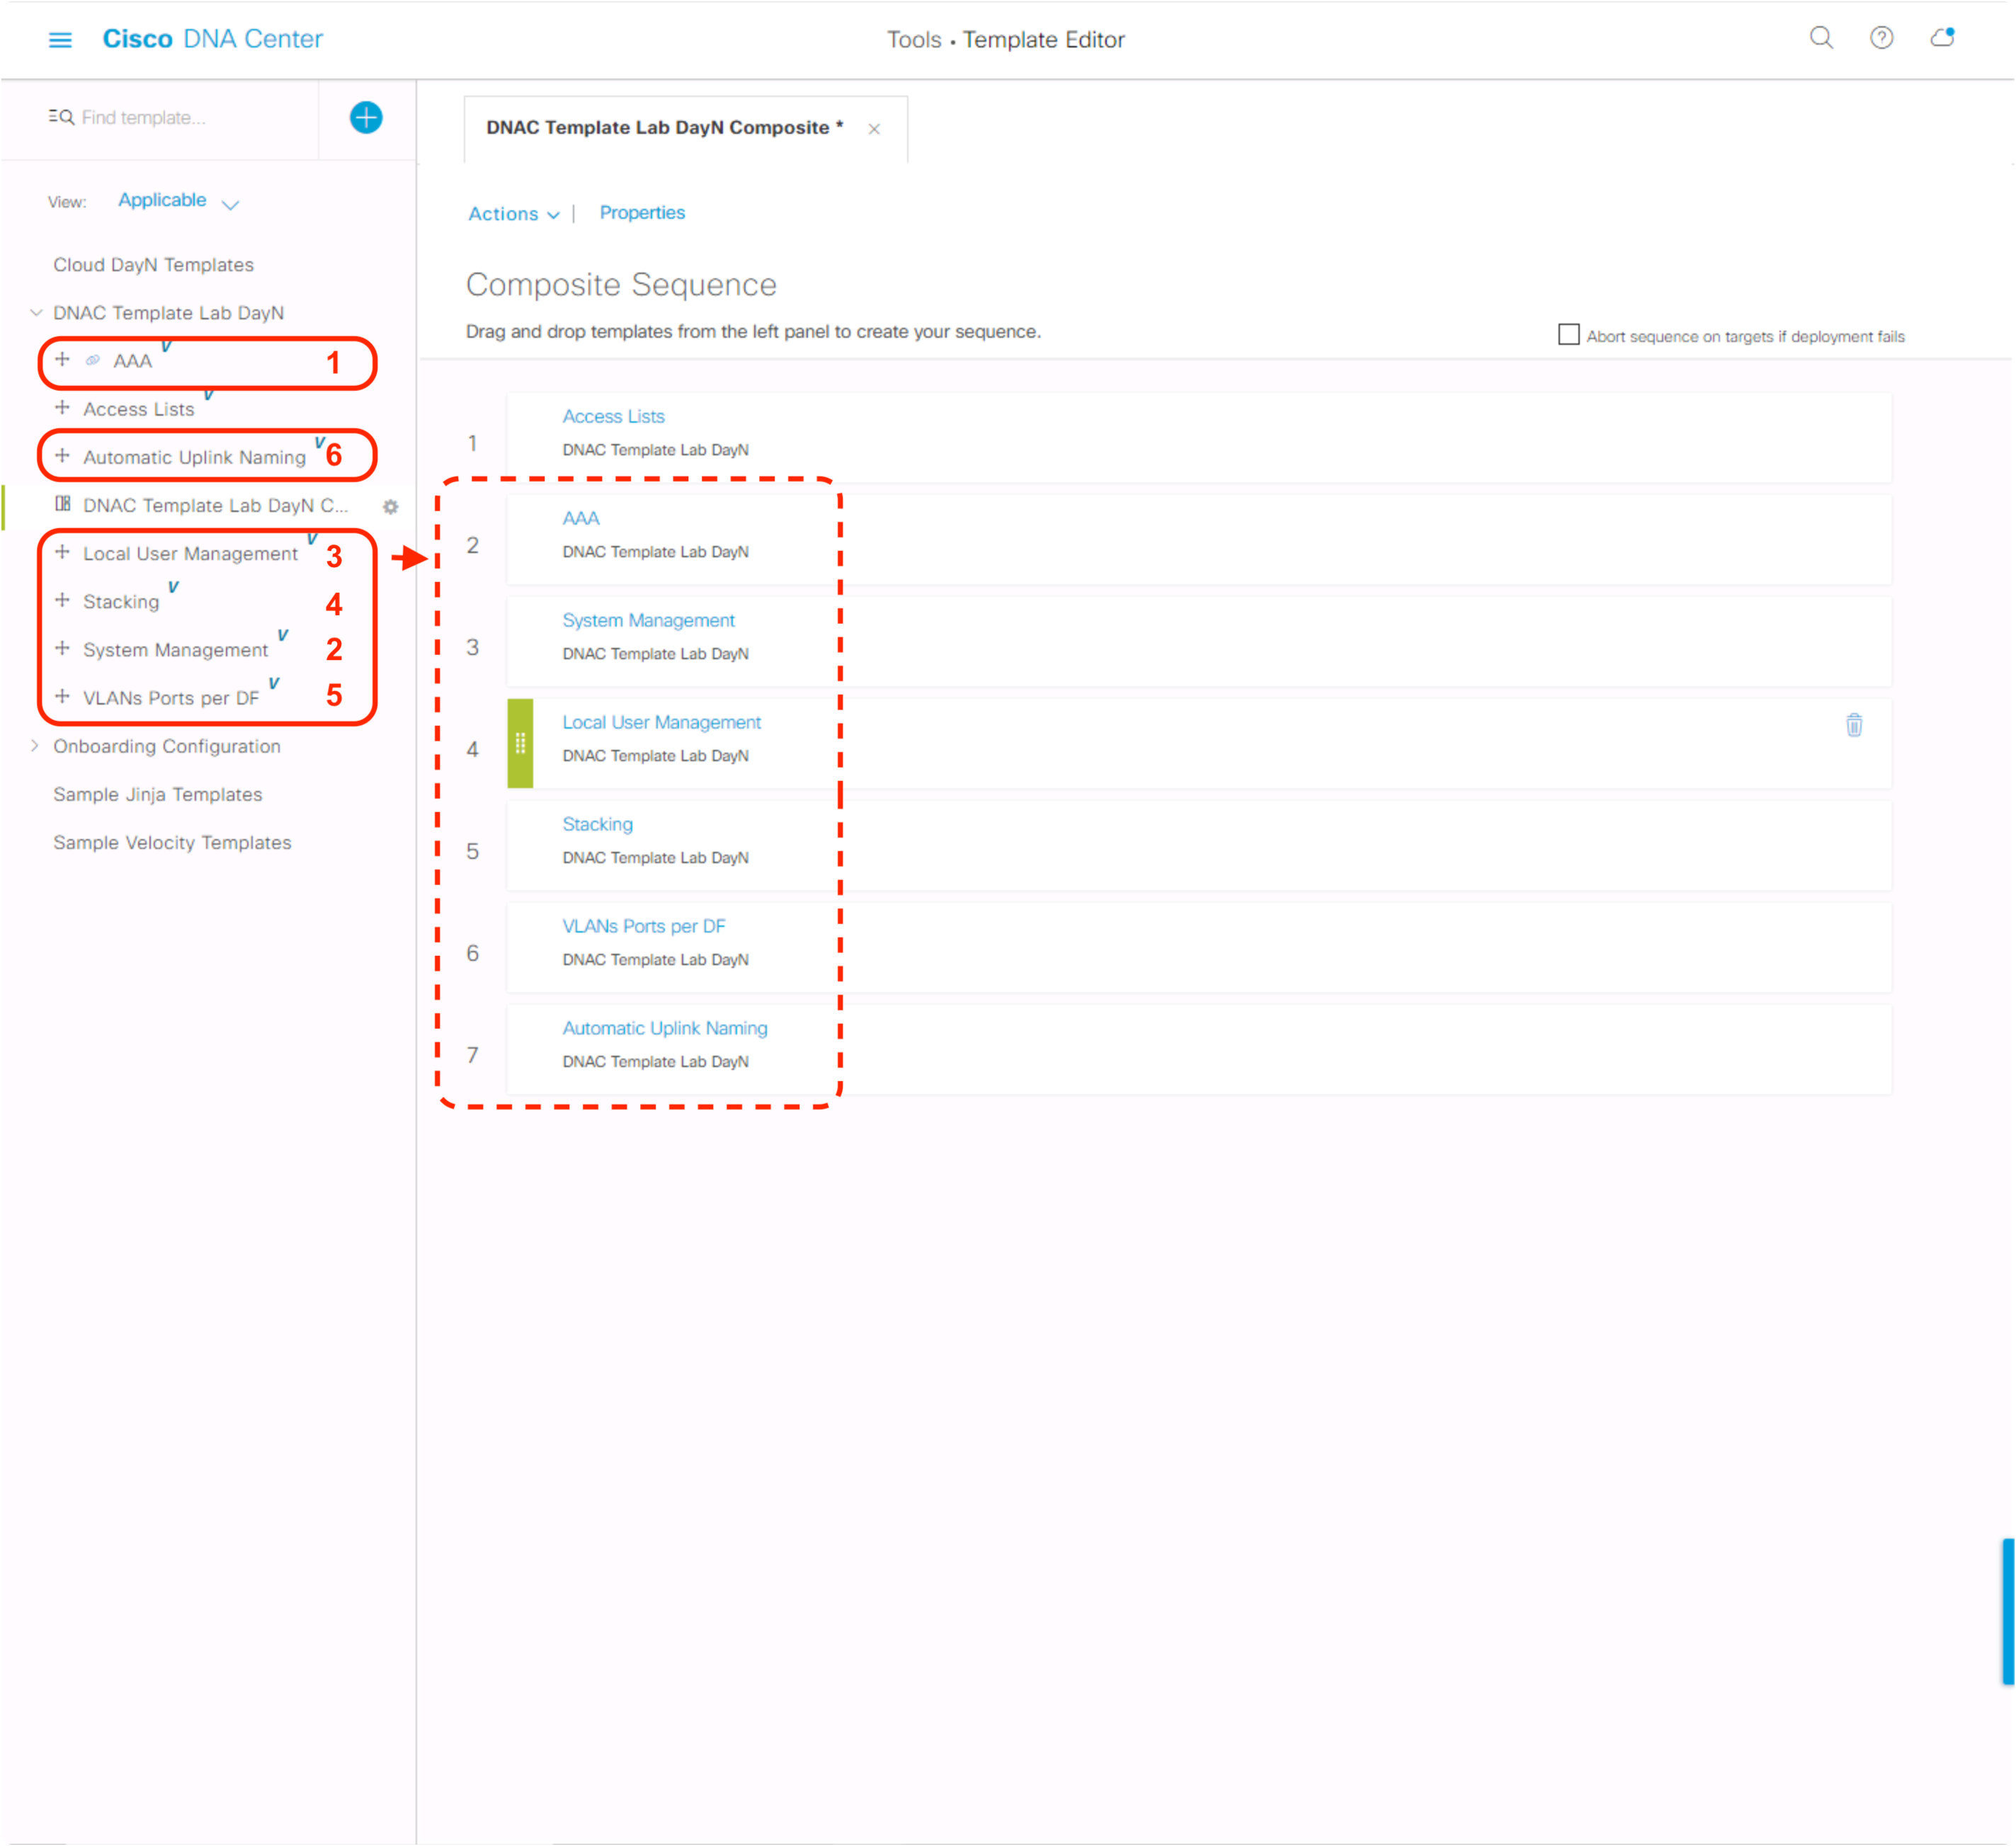 Cisco DNA Center
Tools • Template Editor
Find template...
DNAC Template Lab DayN Composite *
View: Applicable
Actions | Properties
Cloud DayN Templates
DNAC Template Lab DayN
AAA V 1
Access Lists V
Automatic Uplink Naming V 6
DNAC Template Lab DayN C...
Local User Management V 3
Stacking V 4
System Management V 2
VLANs Ports per DF V 5
Onboarding Configuration
Sample Jinja Templates
Sample Velocity Templates
Composite Sequence
Drag and drop templates from the left panel to create your sequence.
Abort sequence on targets if deployment fails
1
Access Lists
DNAC Template Lab DayN
2
AAA
DNAC Template Lab DayN
3
System Management
DNAC Template Lab DayN
4
Local User Management
DNAC Template Lab DayN
5
Stacking
DNAC Template Lab DayN
6
VLANs Ports per DF
DNAC Template Lab DayN
7
Automatic Uplink Naming
DNAC Template Lab DayN